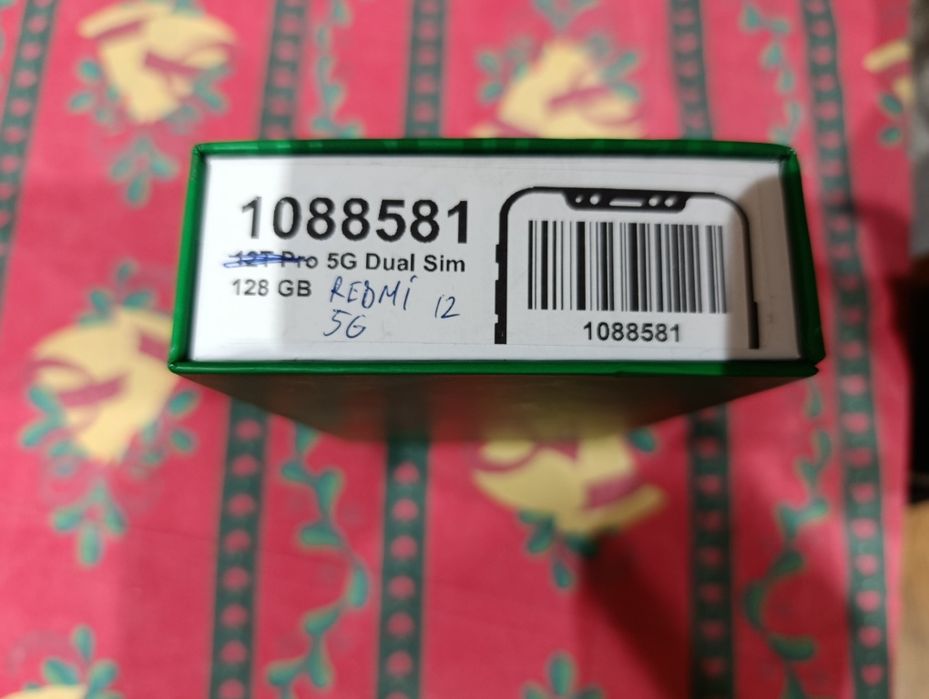 1088581
12T Pro 5G Dual Sim
128 GB REDMI 12
5G
1088581